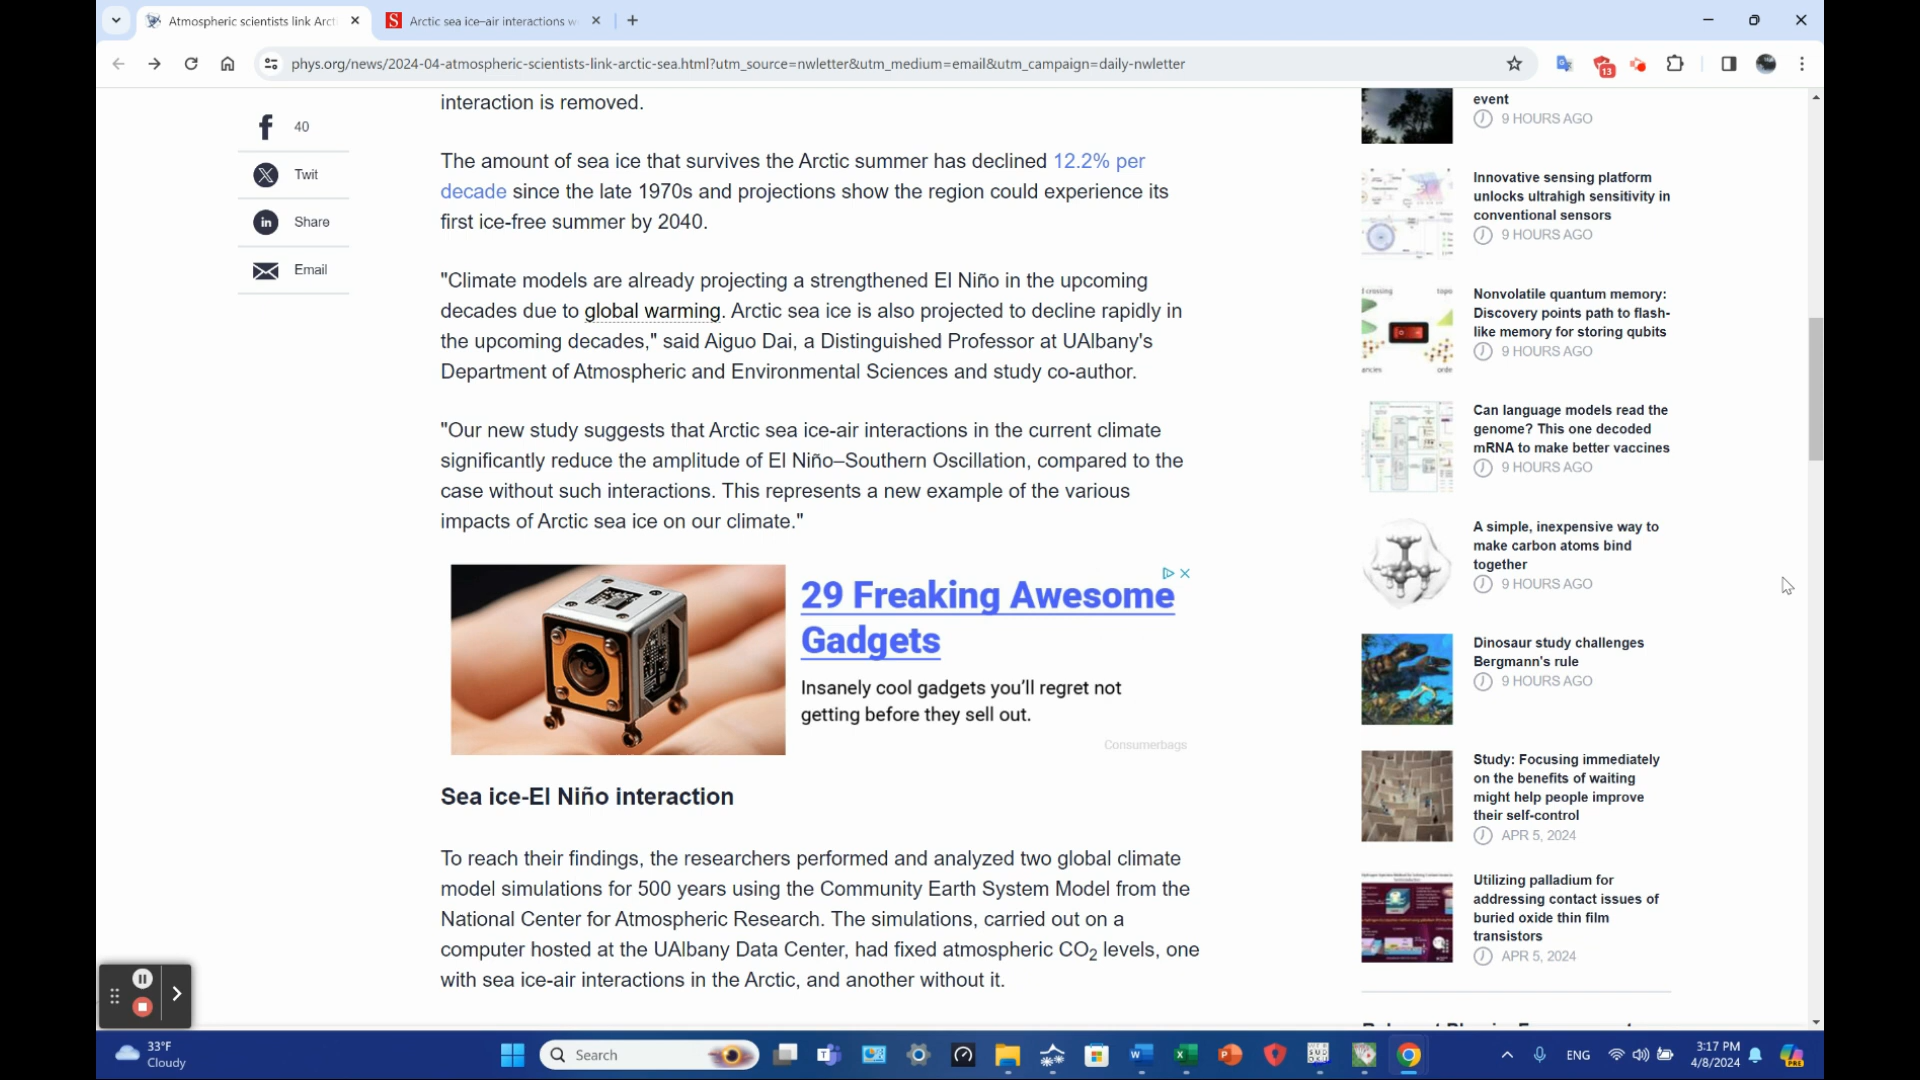 Atmospheric scientists link Arct
Arctic sea ice–air interactions w
phys.org/news/2024-04-atmospheric-scientists-link-arctic-sea.html?utm_source=nwletter&utm_medium=email&utm_campaign=daily-nwletter
13
40
Twit
Share
Email
interaction is removed.
The amount of sea ice that survives the Arctic summer has declined 12.2% per
decade since the late 1970s and projections show the region could experience its
first ice-free summer by 2040.
"Climate models are already projecting a strengthened El Niño in the upcoming
decades due to global warming. Arctic sea ice is also projected to decline rapidly in
the upcoming decades," said Aiguo Dai, a Distinguished Professor at UAlbany's
Department of Atmospheric and Environmental Sciences and study co-author.
"Our new study suggests that Arctic sea ice-air interactions in the current climate
significantly reduce the amplitude of El Niño–Southern Oscillation, compared to the
case without such interactions. This represents a new example of the various
impacts of Arctic sea ice on our climate."
29 Freaking Awesome
Gadgets
Insanely cool gadgets you'll regret not
getting before they sell out.
Consumerbags
Sea ice-El Niño interaction
To reach their findings, the researchers performed and analyzed two global climate
model simulations for 500 years using the Community Earth System Model from the
National Center for Atmospheric Research. The simulations, carried out on a
computer hosted at the UAlbany Data Center, had fixed atmospheric CO2 levels, one
with sea ice-air interactions in the Arctic, and another without it.
event
9 HOURS AGO
Innovative sensing platform
unlocks ultrahigh sensitivity in
conventional sensors
9 HOURS AGO
Nonvolatile quantum memory:
Discovery points path to flash-
like memory for storing qubits
9 HOURS AGO
Can language models read the
genome? This one decoded
mRNA to make better vaccines
9 HOURS AGO
A simple, inexpensive way to
make carbon atoms bind
together
9 HOURS AGO
Dinosaur study challenges
Bergmann's rule
9 HOURS AGO
Study: Focusing immediately
on the benefits of waiting
might help people improve
their self-control
APR 5, 2024
Utilizing palladium for
addressing contact issues of
buried oxide thin film
transistors
APR 5, 2024
33°F
Cloudy
Search
ENG
3:17 PM
4/8/2024